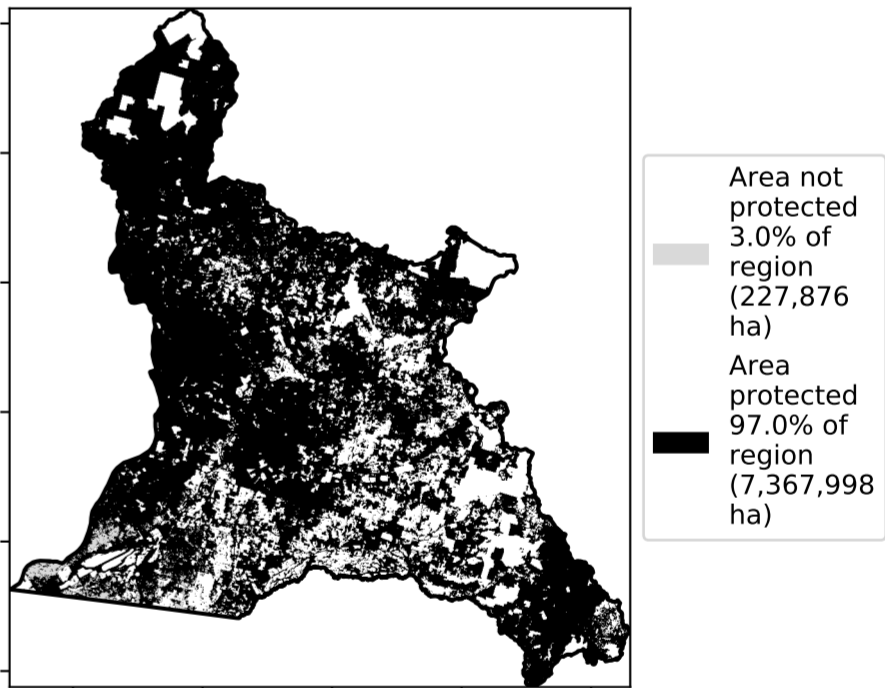 Area not
protected
3.0% of
region
(227,876
ha)
Area
protected
97.0% of
region
(7,367,998
ha)